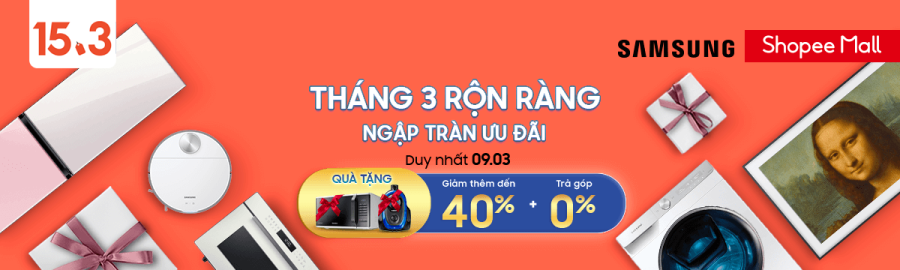 15.3
SAMSUNG
Shopee Mall
THÁNG 3 RỘN RÀNG
NGẬP TRÀN ƯU ĐÃI
Duy nhất 09.03
QUÀ TẶNG
Giảm thêm đến
40%
+
Trả góp
0%